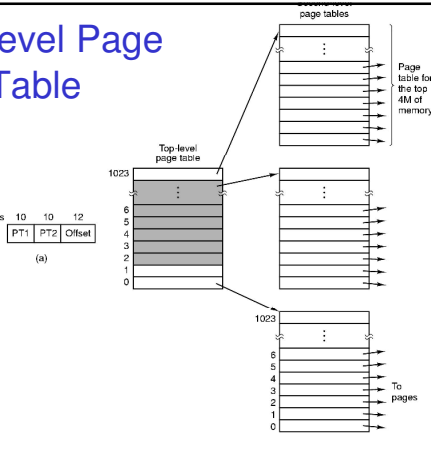 evel Page
Table
page tables
Page
table for
the top
4M of
memory
Top-level
page table
1023
6
5
4
3
2
1
0
10 10 12
PT1 PT2 Offset
(a)
1023
6
5
4
3
2
1
0
To
pages